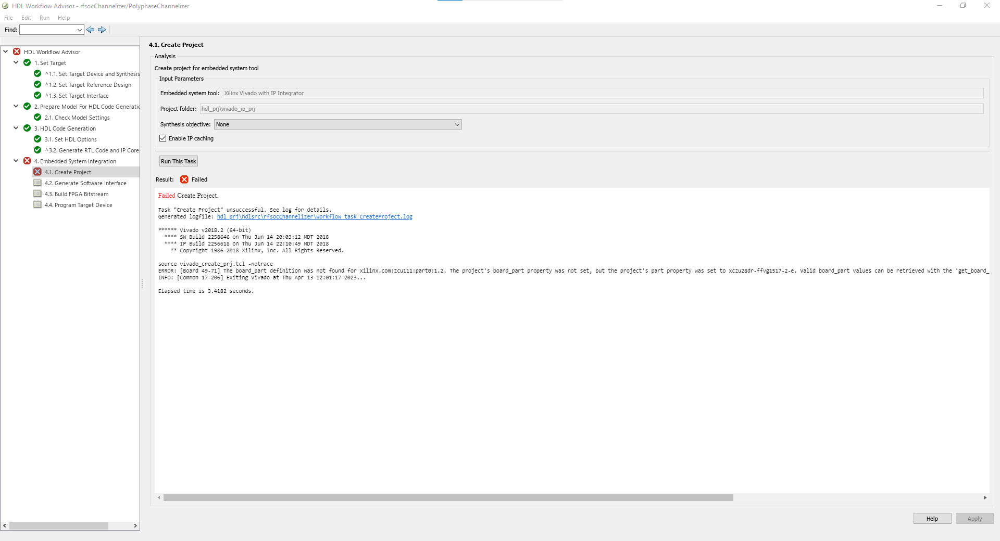 HDL Workflow Advisor - rfsocChannelizer/PolyphaseChannelizer
File Edit Run Help
Find:
HDL Workflow Advisor
1. Set Target
^1.1. Set Target Device and Synthesis
^1.2. Set Target Reference Design
^1.3. Set Target Interface
2. Prepare Model For HDL Code Generatio
2.1. Check Model Settings
3. HDL Code Generation
3.1. Set HDL Options
^3.2. Generate RTL Code and IP Core
4. Embedded System Integration
4.1. Create Project
4.2. Generate Software Interface
4.3. Build FPGA Bitstream
4.4. Program Target Device
4.1. Create Project
Analysis
Create project for embedded system tool
Input Parameters
Embedded system tool: Xilinx Vivado with IP Integrator
Project folder: hdl_prj\vivado_ip_prj
Synthesis objective: None
Enable IP caching
Run This Task
Result: Failed
Failed Create Project.
Task "Create Project" unsuccessful. See log for details.
Generated logfile: hdl_prj\hdlsrc\rfsocChannelizer\workflow_task_CreateProject.log
****** Vivado v2018.2 (64-bit)
**** SW Build 2258646 on Thu Jun 14 20:03:12 MDT 2018
**** IP Build 2256618 on Thu Jun 14 22:10:49 MDT 2018
** Copyright 1986-2018 Xilinx, Inc. All Rights Reserved.
source vivado_create_prj.tcl -notrace
ERROR: [Board 49-71] The board_part definition was not found for xilinx.com:zcu111:part0:1.2. The project's board_part property was not set, but the project's part property was set to xczu28dr-ffvg1517-2-e. Valid board_part values can be retrieved with the 'get_board_
INFO: [Common 17-206] Exiting Vivado at Thu Apr 13 12:01:17 2023...
Elapsed time is 3.4182 seconds.
Help Apply